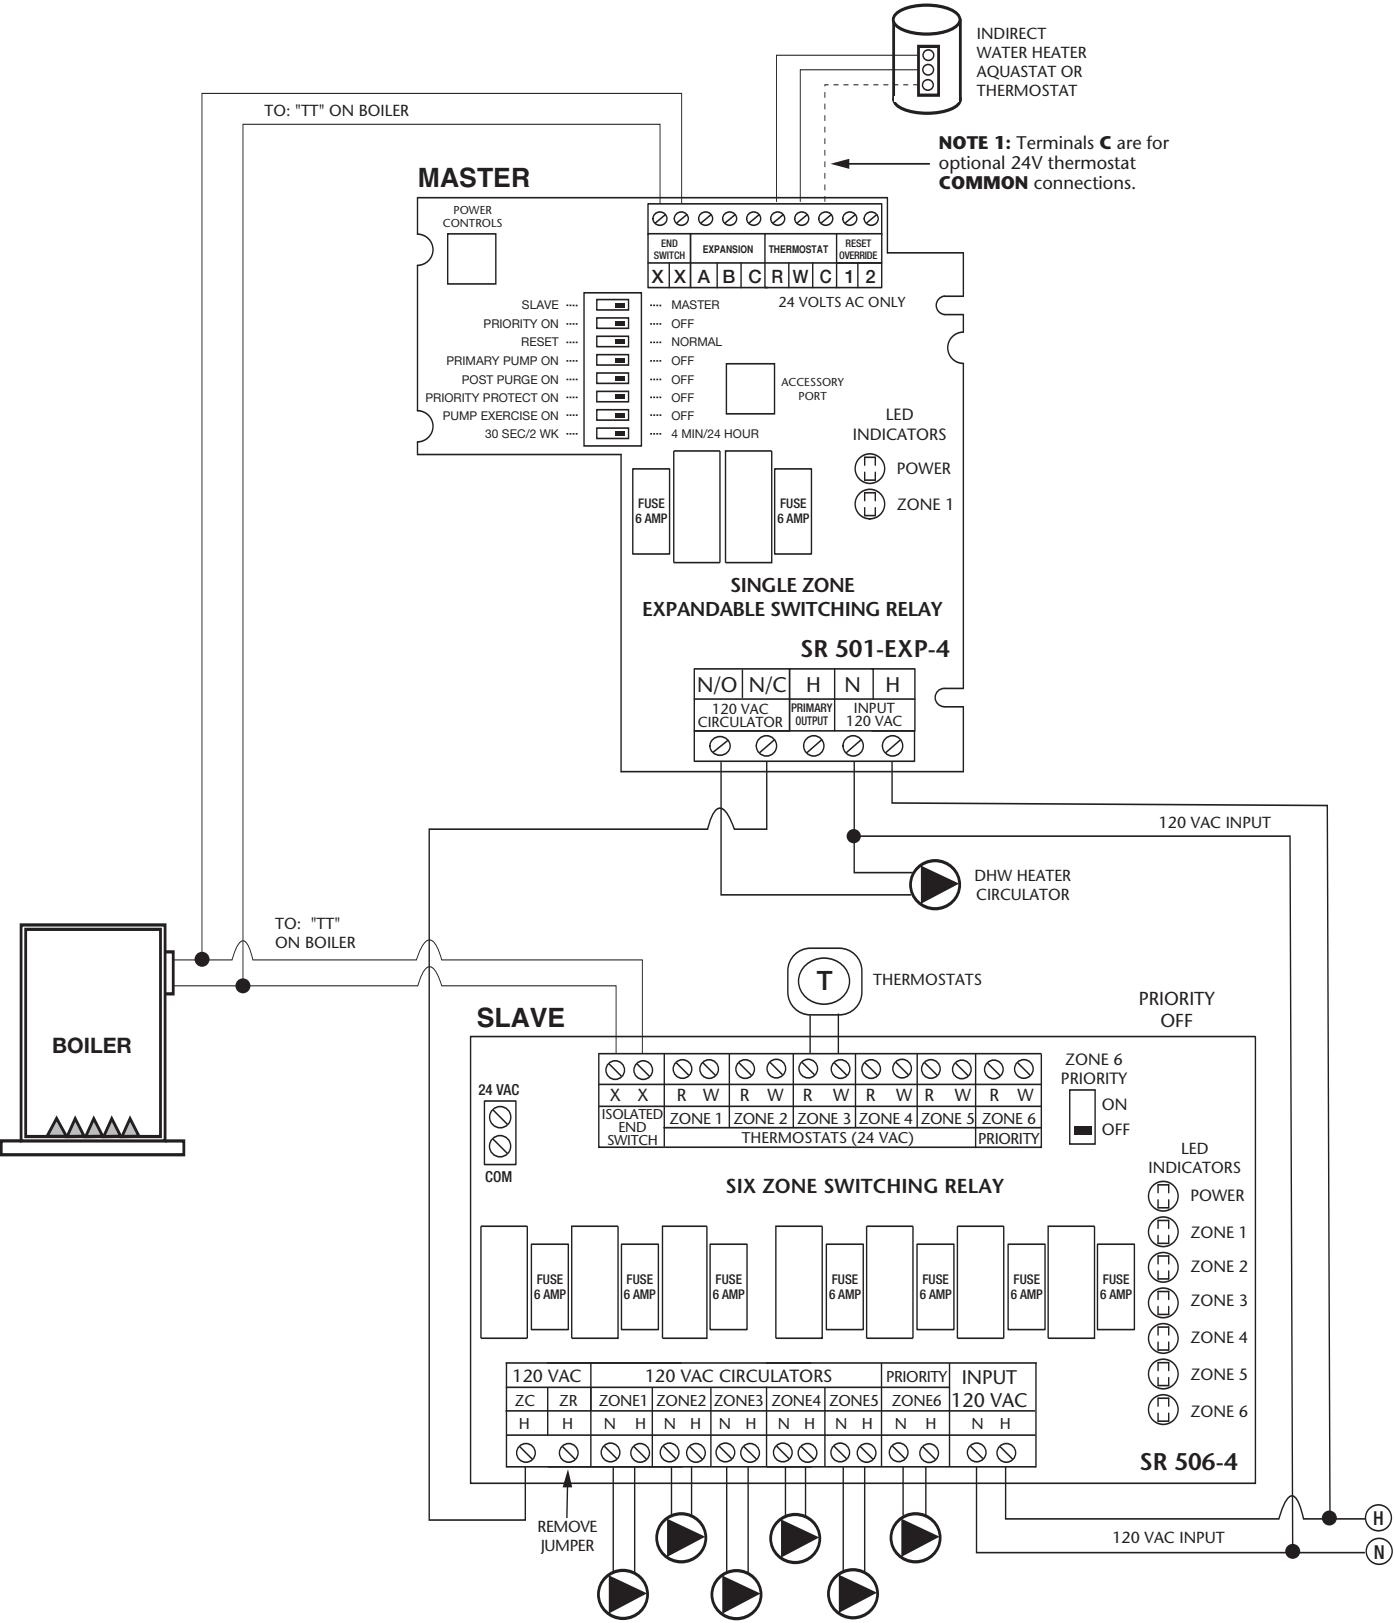 INDIRECT
WATER HEATER
AQUASTAT OR
THERMOSTAT
TO: "TT" ON BOILER
NOTE 1: Terminals C are for
optional 24V thermostat
COMMON connections.
MASTER
POWER
CONTROLS
END
SWITCH
EXPANSION
THERMOSTAT
RESET
OVERRIDE
X X A B C R W C 1 2
24 VOLTS AC ONLY
SLAVE .... .... MASTER
PRIORITY ON .... .... OFF
RESET .... .... NORMAL
PRIMARY PUMP ON .... .... OFF
POST PURGE ON .... .... OFF
PRIORITY PROTECT ON .... .... OFF
PUMP EXERCISE ON .... .... OFF
30 SEC/2 WK .... .... 4 MIN/24 HOUR
ACCESSORY
PORT
LED
INDICATORS
POWER
ZONE 1
FUSE
6 AMP
FUSE
6 AMP
SINGLE ZONE
EXPANDABLE SWITCHING RELAY
SR 501-EXP-4
N/O N/C H N H
120 VAC
CIRCULATOR
PRIMARY
OUTPUT
INPUT
120 VAC
120 VAC INPUT
DHW HEATER
CIRCULATOR
TO: "TT"
ON BOILER
BOILER
T
THERMOSTATS
SLAVE
PRIORITY
OFF
24 VAC
COM
X X R W R W R W R W R W R W
ISOLATED
END
SWITCH
ZONE 1 ZONE 2 ZONE 3 ZONE 4 ZONE 5 ZONE 6
THERMOSTATS (24 VAC) PRIORITY
ZONE 6
PRIORITY
ON
OFF
SIX ZONE SWITCHING RELAY
LED
INDICATORS
POWER
ZONE 1
ZONE 2
ZONE 3
ZONE 4
ZONE 5
ZONE 6
FUSE
6 AMP
FUSE
6 AMP
FUSE
6 AMP
FUSE
6 AMP
FUSE
6 AMP
FUSE
6 AMP
FUSE
6 AMP
120 VAC 120 VAC CIRCULATORS PRIORITY INPUT
ZC ZR ZONE1 ZONE2 ZONE3 ZONE4 ZONE5 ZONE6 120 VAC
H H N H N H N H N H N H N H N H
SR 506-4
REMOVE
JUMPER
120 VAC INPUT
H
N